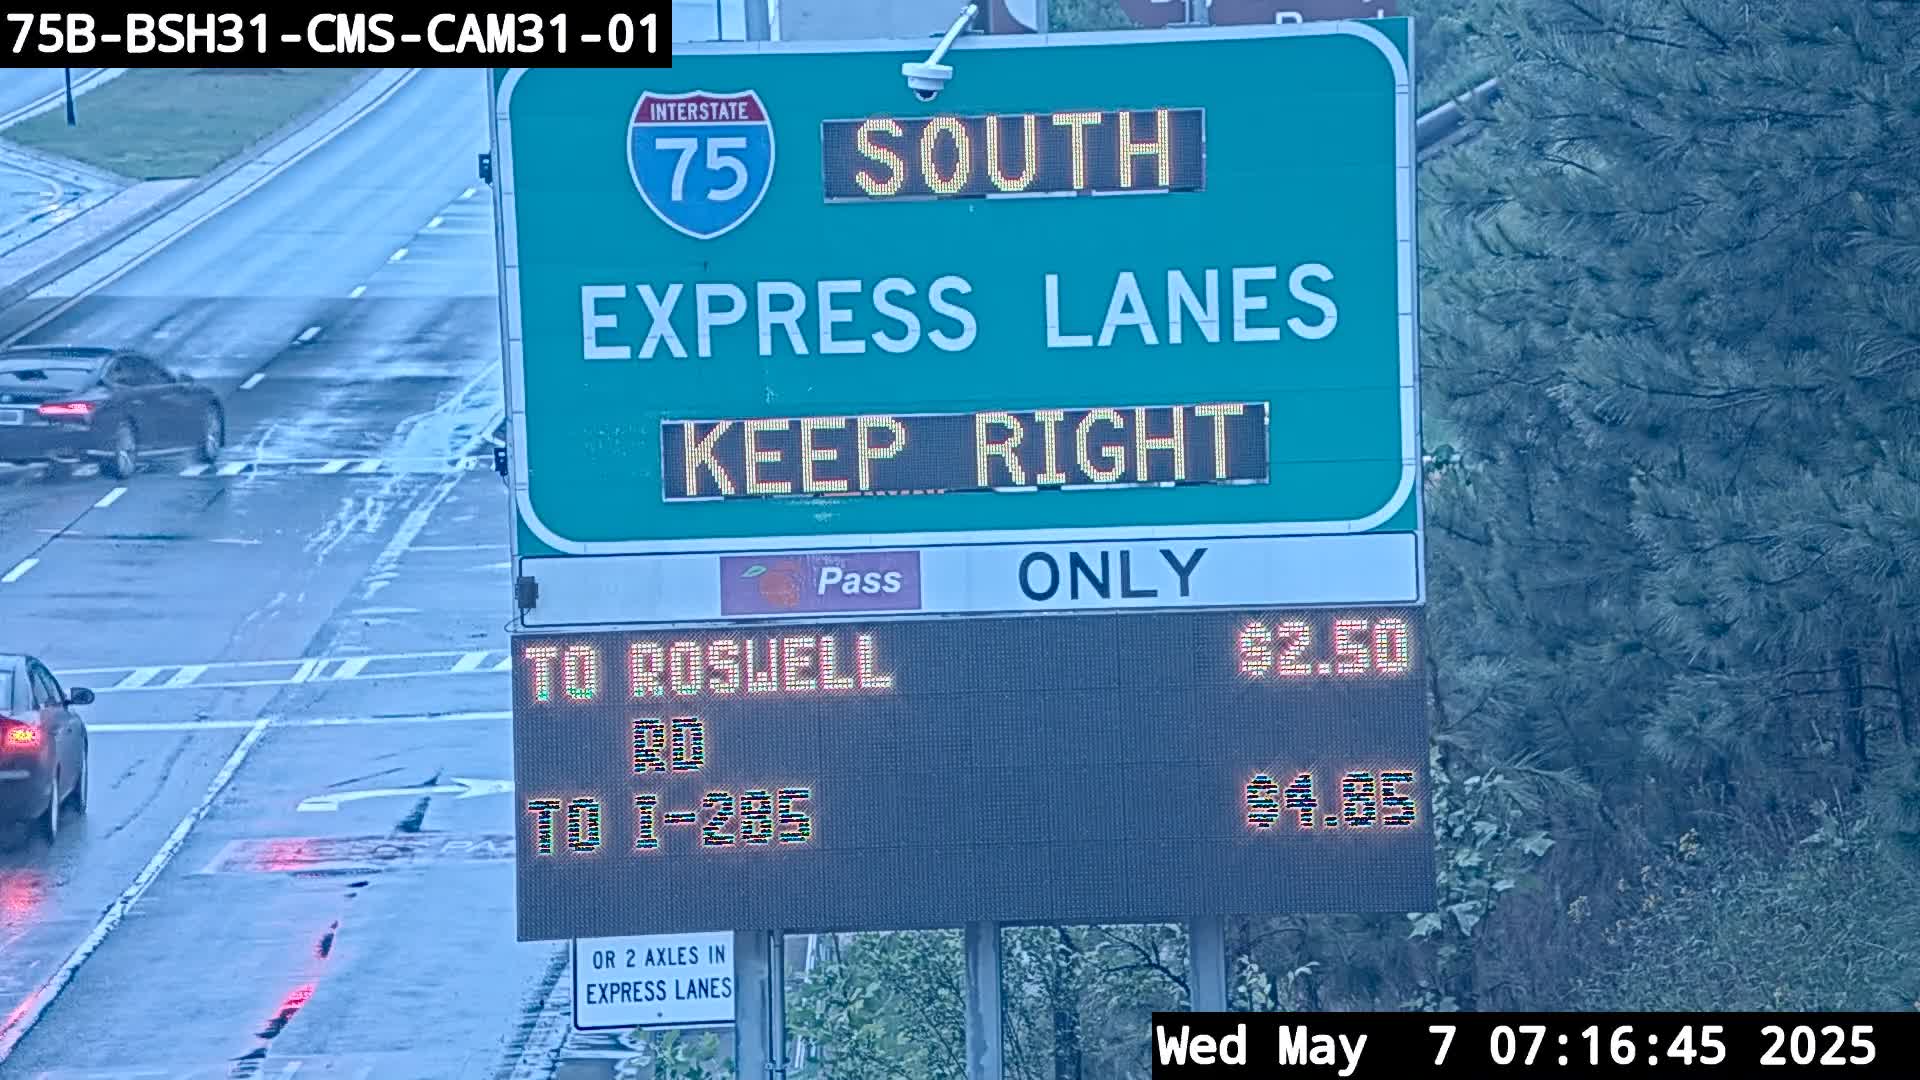 75B-BSH31-CMS-CAM31-01
INTERSTATE
75
SOUTH
EXPRESS LANES
KEEP RIGHT
Pass ONLY
TO ROSWELL $2.50
RD
TO I-285 $4.85
OR 2 AXLES IN
EXPRESS LANES
Wed May 7 07:16:45 2025